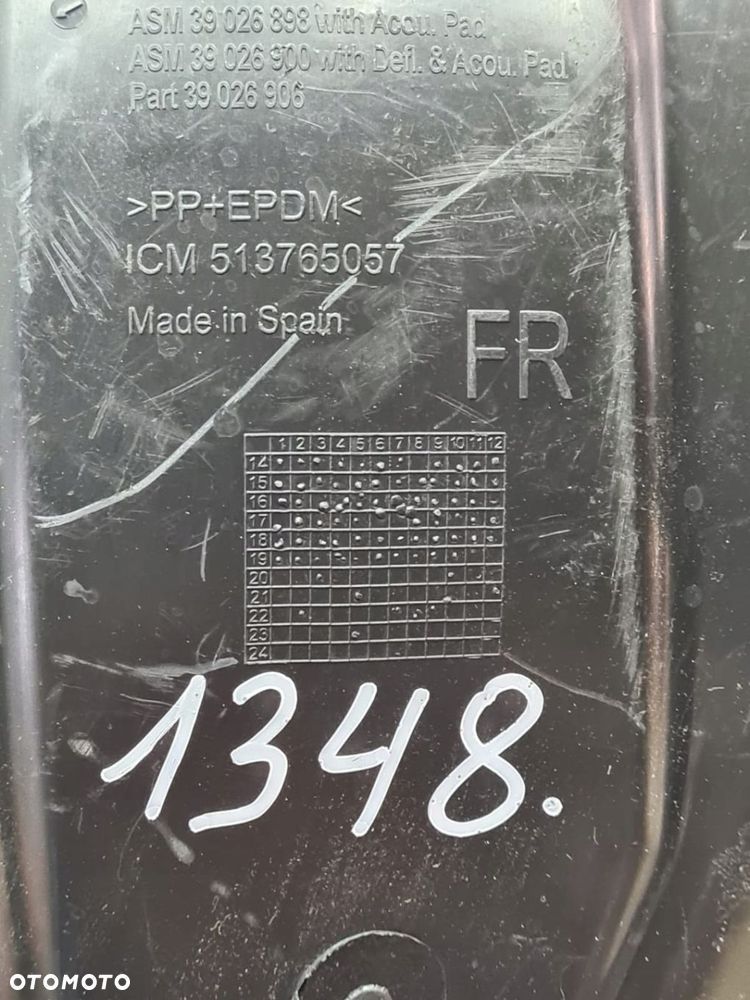 ASM 39 026 898 with Acou. Pad
ASM 39 026 900 with Defl. & Acou. Pad
Part 39 026 906
>PP+EPDM<
ICM 513765057
Made in Spain
FR
1 2 3 4 5 6 7 8 9 10 11 12
14
15
16
17
18
19
20
21
22
23
24
1348.
OTOMOTO